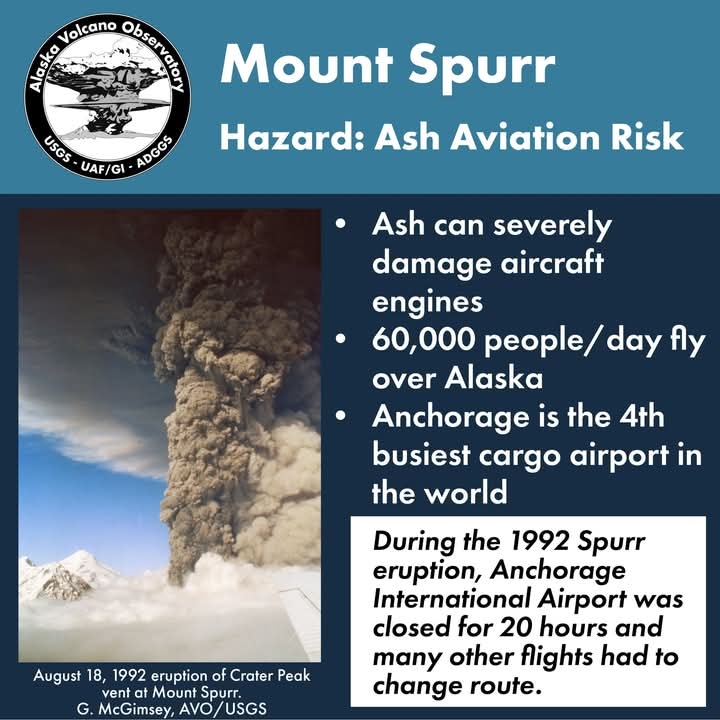 Alaska Volcano Observatory
USGS - UAF/GI - ADGGS
Mount Spurr
Hazard: Ash Aviation Risk
• Ash can severely
damage aircraft
engines
• 60,000 people/day fly
over Alaska
• Anchorage is the 4th
busiest cargo airport in
the world
During the 1992 Spurr
eruption, Anchorage
International Airport was
closed for 20 hours and
many other flights had to
change route.
August 18, 1992 eruption of Crater Peak
vent at Mount Spurr.
G. McGimsey, AVO/USGS